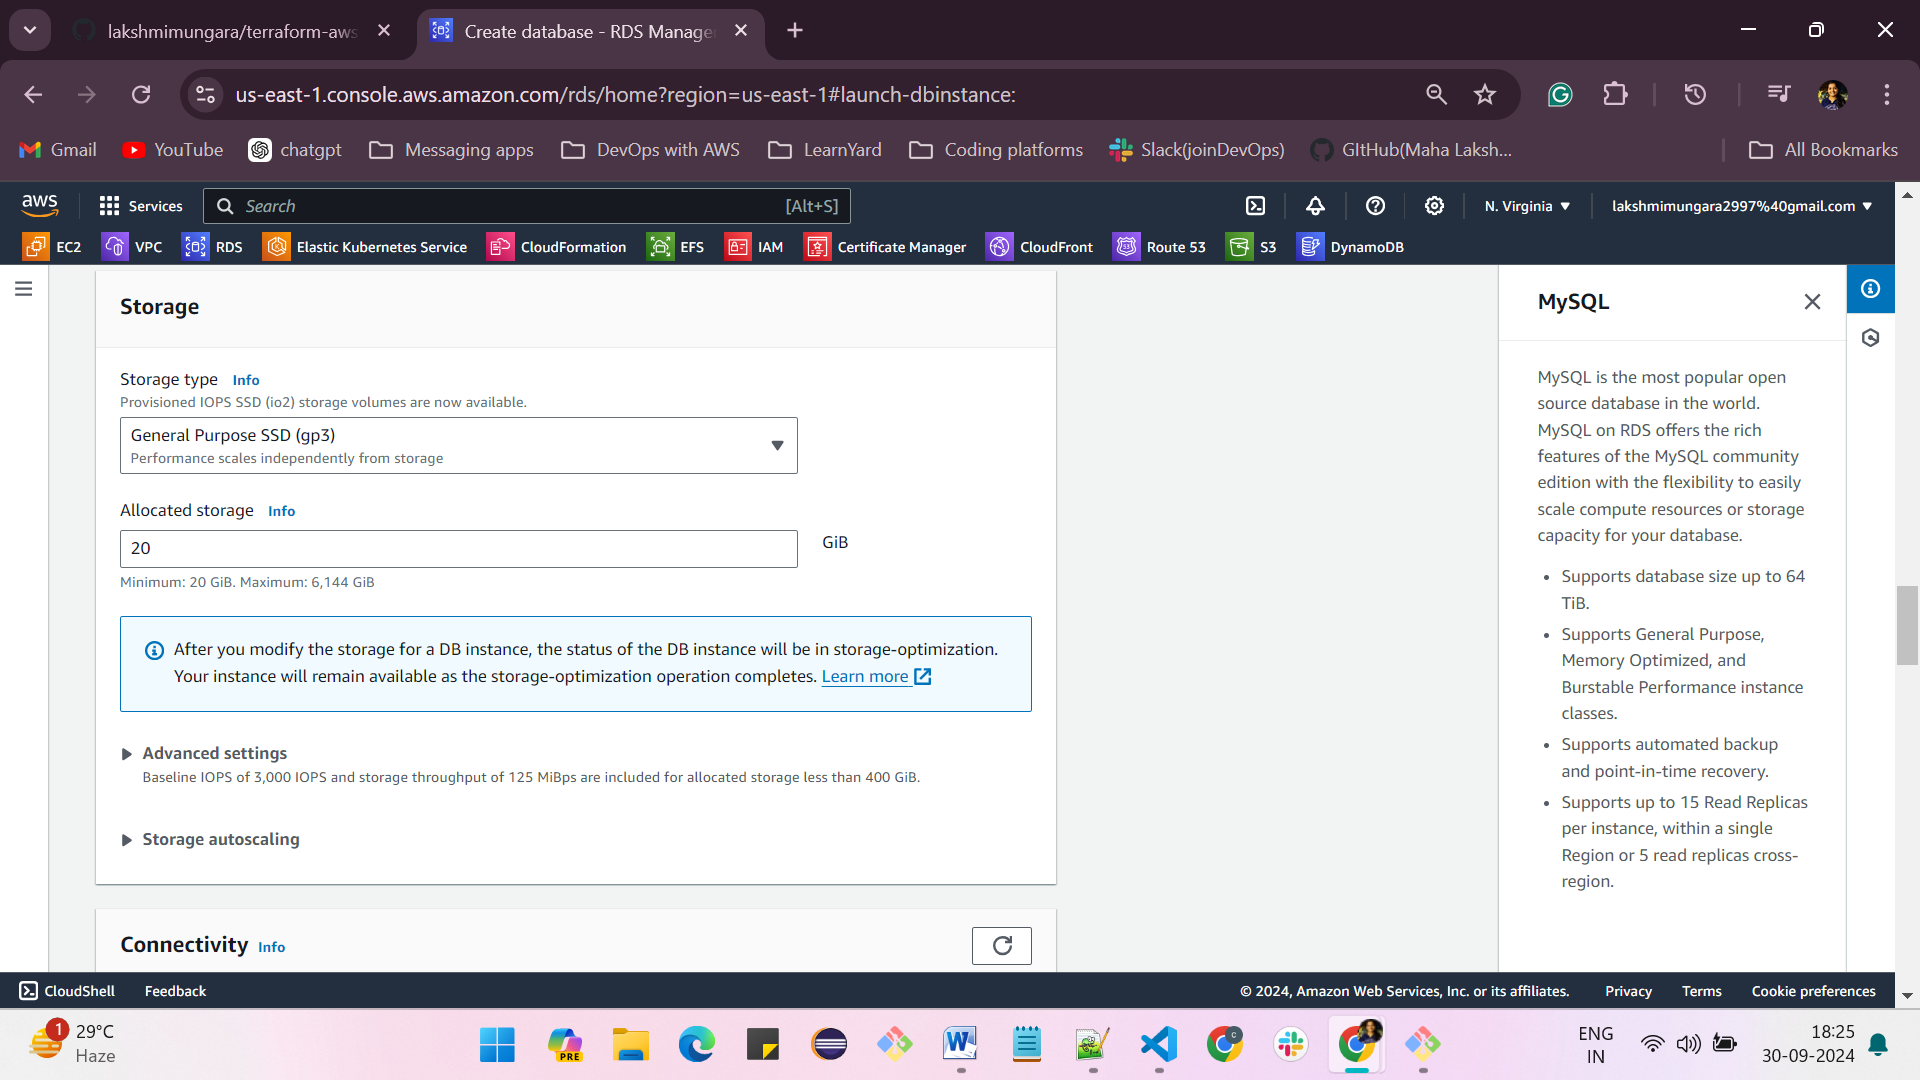 lakshmimungara/terraform-aws
Create database - RDS Manage
us-east-1.console.aws.amazon.com/rds/home?region=us-east-1#launch-dbinstance:
Gmail YouTube chatgpt Messaging apps DevOps with AWS LearnYard Coding platforms Slack(joinDevOps) GItHub(Maha Laksh... All Bookmarks
aws Services Search [Alt+S] N. Virginia lakshmimungara2997%40gmail.com
EC2 VPC RDS Elastic Kubernetes Service CloudFormation EFS IAM Certificate Manager CloudFront Route 53 S3 DynamoDB
Storage
Storage type Info
Provisioned IOPS SSD (io2) storage volumes are now available.
General Purpose SSD (gp3)
Performance scales independently from storage
Allocated storage Info
20
GiB
Minimum: 20 GiB. Maximum: 6,144 GiB
After you modify the storage for a DB instance, the status of the DB instance will be in storage-optimization.
Your instance will remain available as the storage-optimization operation completes. Learn more
Advanced settings
Baseline IOPS of 3,000 IOPS and storage throughput of 125 MiBps are included for allocated storage less than 400 GiB.
Storage autoscaling
Connectivity Info
MySQL
MySQL is the most popular open
source database in the world.
MySQL on RDS offers the rich
features of the MySQL community
edition with the flexibility to easily
scale compute resources or storage
capacity for your database.
• Supports database size up to 64
TiB.
• Supports General Purpose,
Memory Optimized, and
Burstable Performance instance
classes.
• Supports automated backup
and point-in-time recovery.
• Supports up to 15 Read Replicas
per instance, within a single
Region or 5 read replicas cross-
region.
CloudShell Feedback © 2024, Amazon Web Services, Inc. or its affiliates. Privacy Terms Cookie preferences
1
29°C
Haze
PRE
W
C
ENG
IN
18:25
30-09-2024